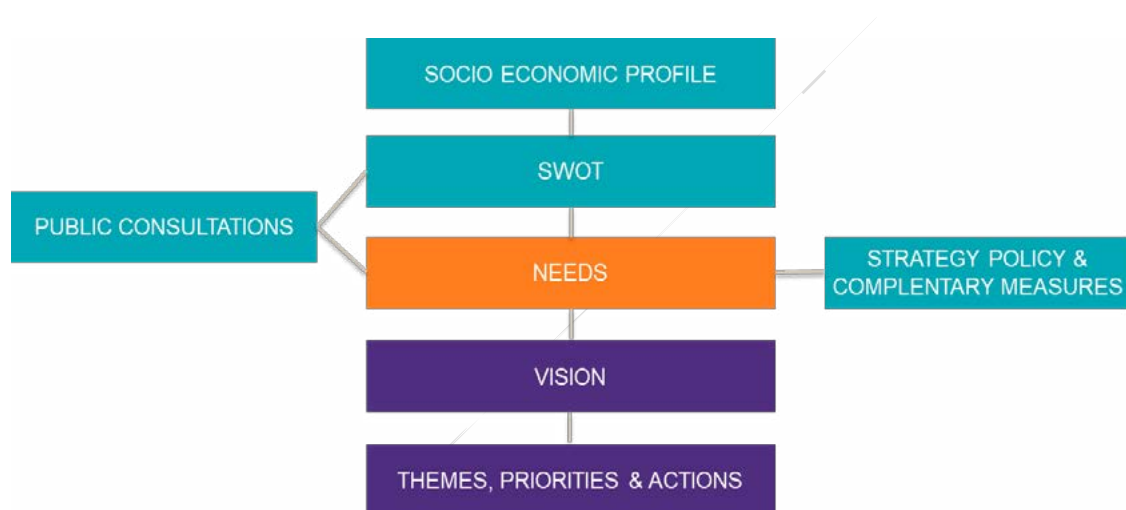 SOCIO ECONOMIC PROFILE
SWOT
PUBLIC CONSULTATIONS
NEEDS
STRATEGY POLICY &
COMPLENTARY MEASURES
VISION
THEMES, PRIORITIES & ACTIONS